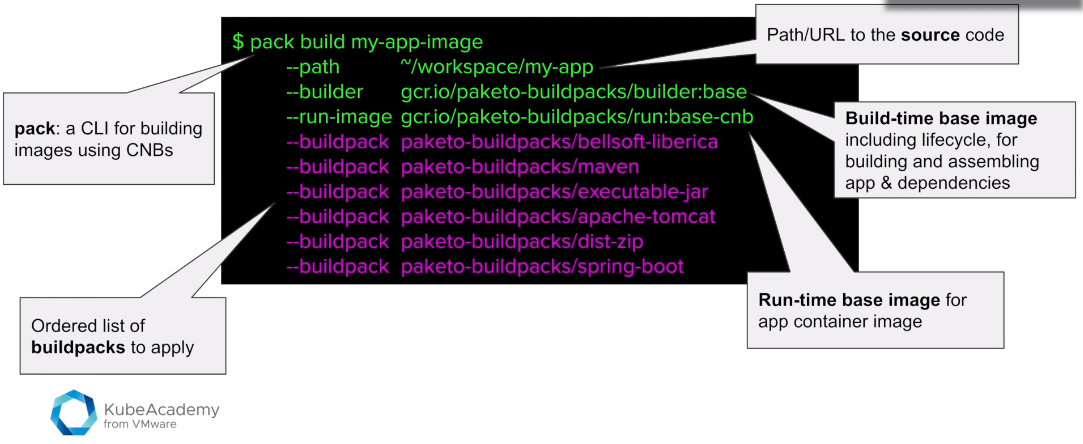 $ pack build my-app-image
--path ~/workspace/my-app
--builder gcr.io/paketo-buildpacks/builder:base
--run-image gcr.io/paketo-buildpacks/run:base-cnb
--buildpack paketo-buildpacks/bellsoft-liberica
--buildpack paketo-buildpacks/maven
--buildpack paketo-buildpacks/executable-jar
--buildpack paketo-buildpacks/apache-tomcat
--buildpack paketo-buildpacks/dist-zip
--buildpack paketo-buildpacks/spring-boot
Path/URL to the source code
pack: a CLI for building
images using CNBs
Build-time base image
including lifecycle, for
building and assembling
app & dependencies
Run-time base image for
app container image
Ordered list of
buildpacks to apply
KubeAcademy
from VMware